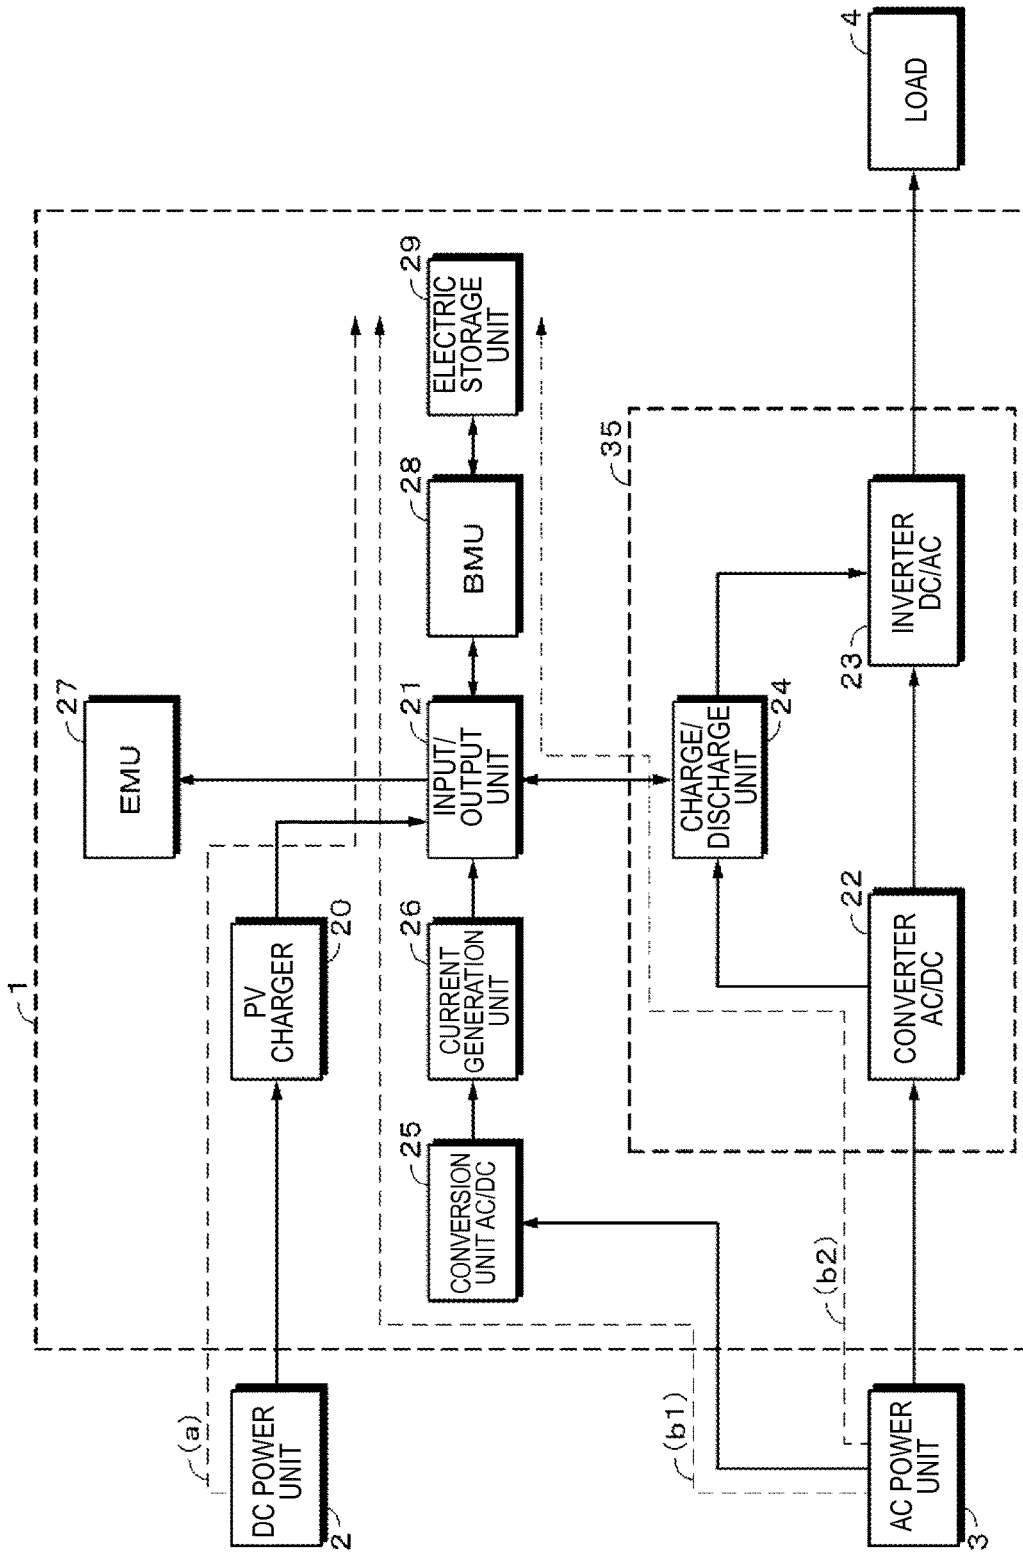 1
EMU
27
(a)
DC POWER
UNIT
2
PV
CHARGER
20
CONVERSION
UNIT AC/DC
25
CURRENT
GENERATION
UNIT
26
INPUT/
OUTPUT
UNIT
21
BMU
28
ELECTRIC
STORAGE
UNIT
29
35
(b1)
(b2)
CHARGE/
DISCHARGE
UNIT
24
AC POWER
UNIT
3
CONVERTER
AC/DC
22
INVERTER
DC/AC
23
LOAD
4